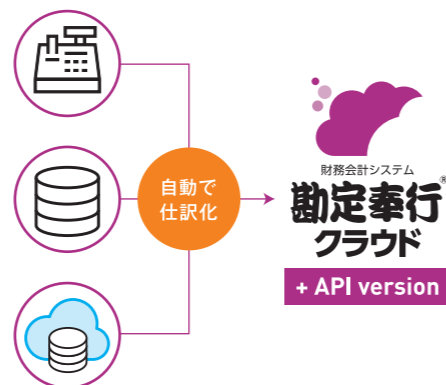 自動で
仕訳化
財務会計システム
勘定奉行®
クラウド
+ API version